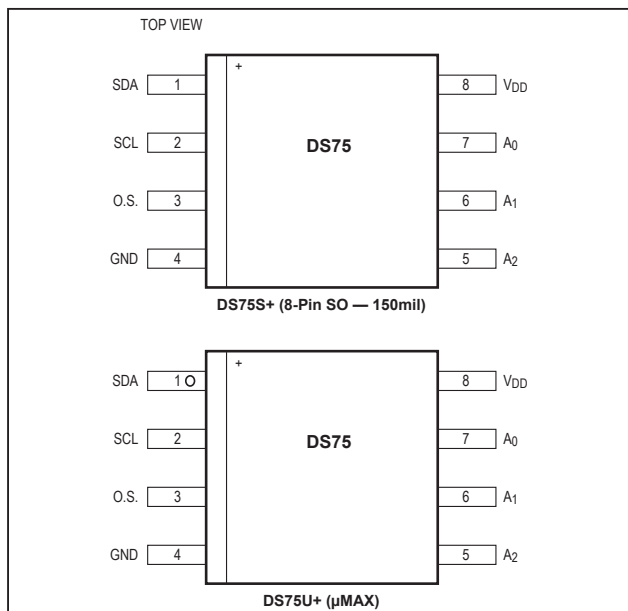 TOP VIEW
+
SDA 1 8 VDD
SCL 2 DS75 7 A0
O.S. 3 6 A1
GND 4 5 A2
DS75S+ (8-Pin SO — 150mil)
+
SDA 1 O 8 VDD
SCL 2 DS75 7 A0
O.S. 3 6 A1
GND 4 5 A2
DS75U+ (µMAX)